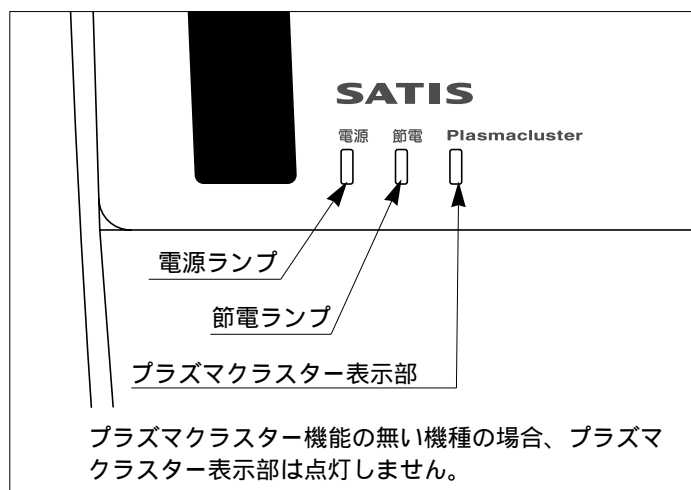 SATIS
電源 節電 Plasmacluster
電源ランプ
節電ランプ
プラズマクラスター表示部
プラズマクラスター機能の無い機種の場合、プラズマ
クラスター表示部は点灯しません。